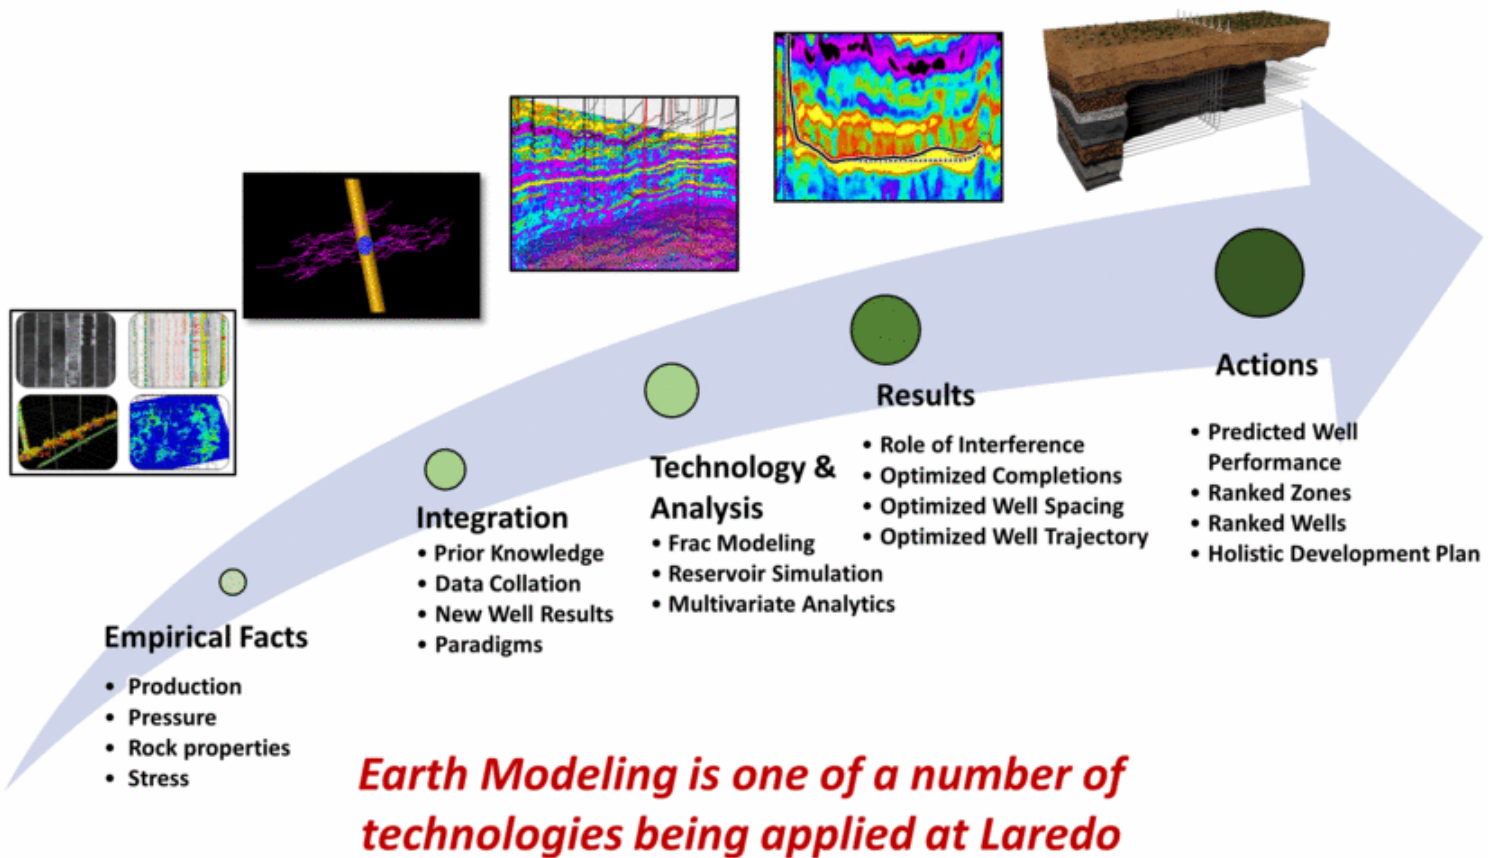 Empirical Facts
• Production
• Pressure
• Rock properties
• Stress
Integration
• Prior Knowledge
• Data Collation
• New Well Results
• Paradigms
Technology &
Analysis
• Frac Modeling
• Reservoir Simulation
• Multivariate Analytics
Results
• Role of Interference
• Optimized Completions
• Optimized Well Spacing
• Optimized Well Trajectory
Actions
• Predicted Well
Performance
• Ranked Zones
• Ranked Wells
• Holistic Development Plan
Earth Modeling is one of a number of
technologies being applied at Laredo